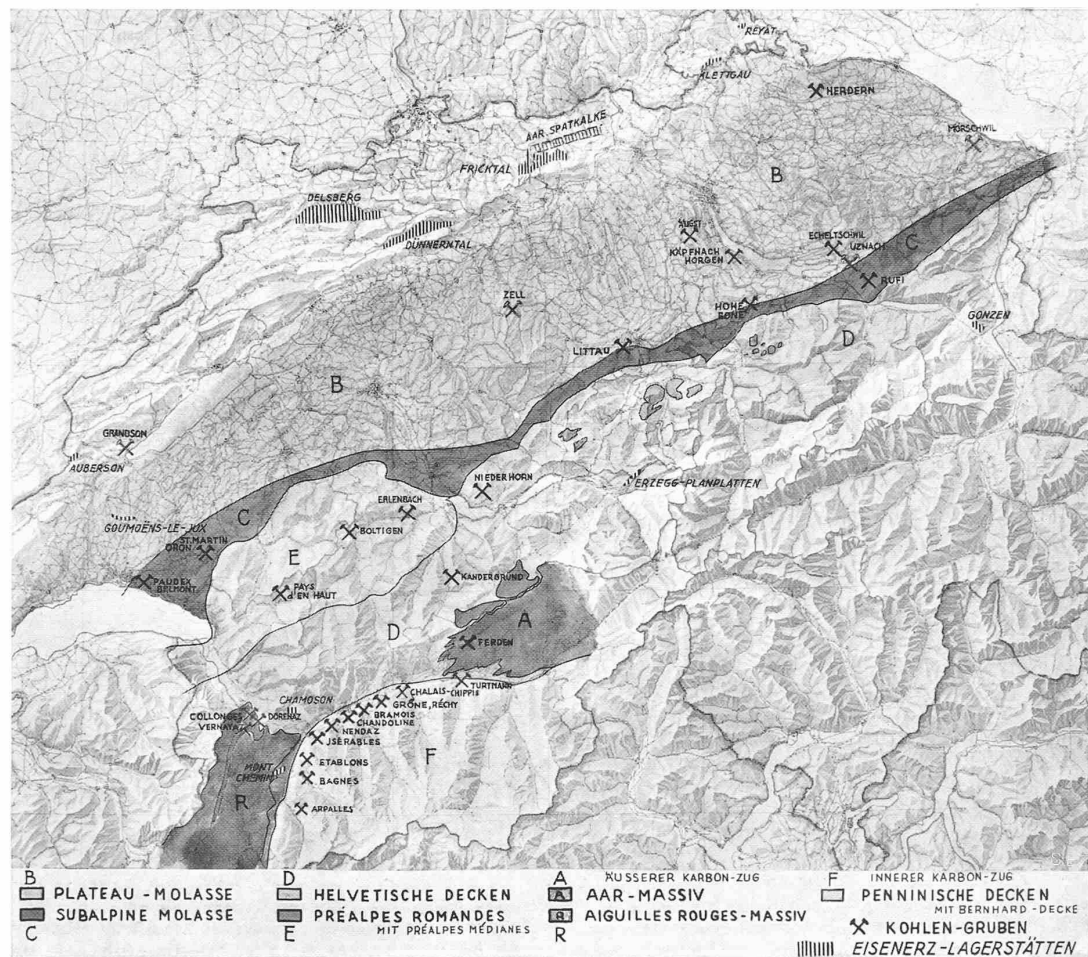 REYAT
KLETTGAU
HERDERN
AAR. SPATKALKE
MÖRSCHWIL
FRICKTAL
B
DELSBERG
DÜNNERNTAL
ÄUGST
KÄPFNACH
HORGEN
ECHELTSCHWIL
UZNACH
C
RUFI
ZELL
HOHE
RONE
GONZEN
D
LITTAU
B
GRANDSON
AUBERSON
NIEDERHORN
ERZEGG-PLANPLATTEN
ERLENBACH
GOUMOËNS-LE-JUX
C
BOLTIGEN
ST. MARTIN
ORON
E
PAUDEX
BELMONT
PAYS
d'EN HAUT
KANDERGRUND
D
A
FERDEN
TURTMANN
CHALAIS-CHIPPIS
CHAMOSON
GRÔNE, RÉCHY
COLLONGES
DORÉNAZ
VERNAYAZ
BRAMOIS
CHANDOLINE
NENDAZ
JSÉRABLES
F
MONT
CHEMIN
ETABLONS
BAGNES
R
ARPALLES
B PLATEAU-MOLASSE
SUBALPINE MOLASSE
C
D HELVETISCHE DECKEN
PRÉALPES ROMANDES
MIT PRÉALPES MÉDIANES
E
A ÄUSSERER KARBON-ZUG
A AAR-MASSIV
R AIGUILLES ROUGES-MASSIV
R
F INNERER KARBON-ZUG
PENNINISCHE DECKEN
MIT BERNHARD-DECKE
KOHLEN-GRUBEN
EISENERZ-LAGERSTÄTTEN